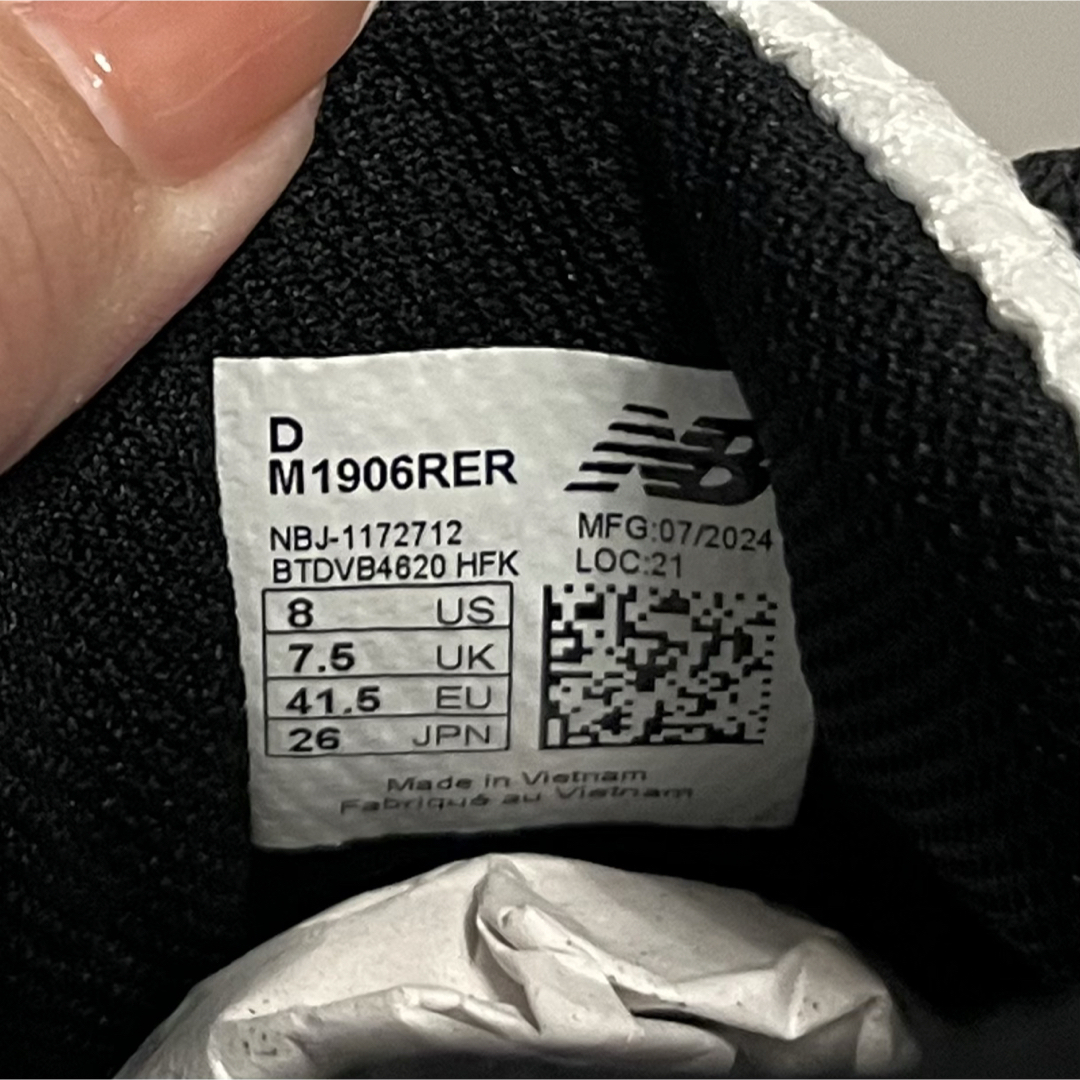 D
M1906RER
NB
NBJ-1172712
BTDVB4620 HFK
MFG:07/2024
LOC:21
8 US
7.5 UK
41.5 EU
26 JPN
Made in Vietnam
Fabriqué au Vietnam